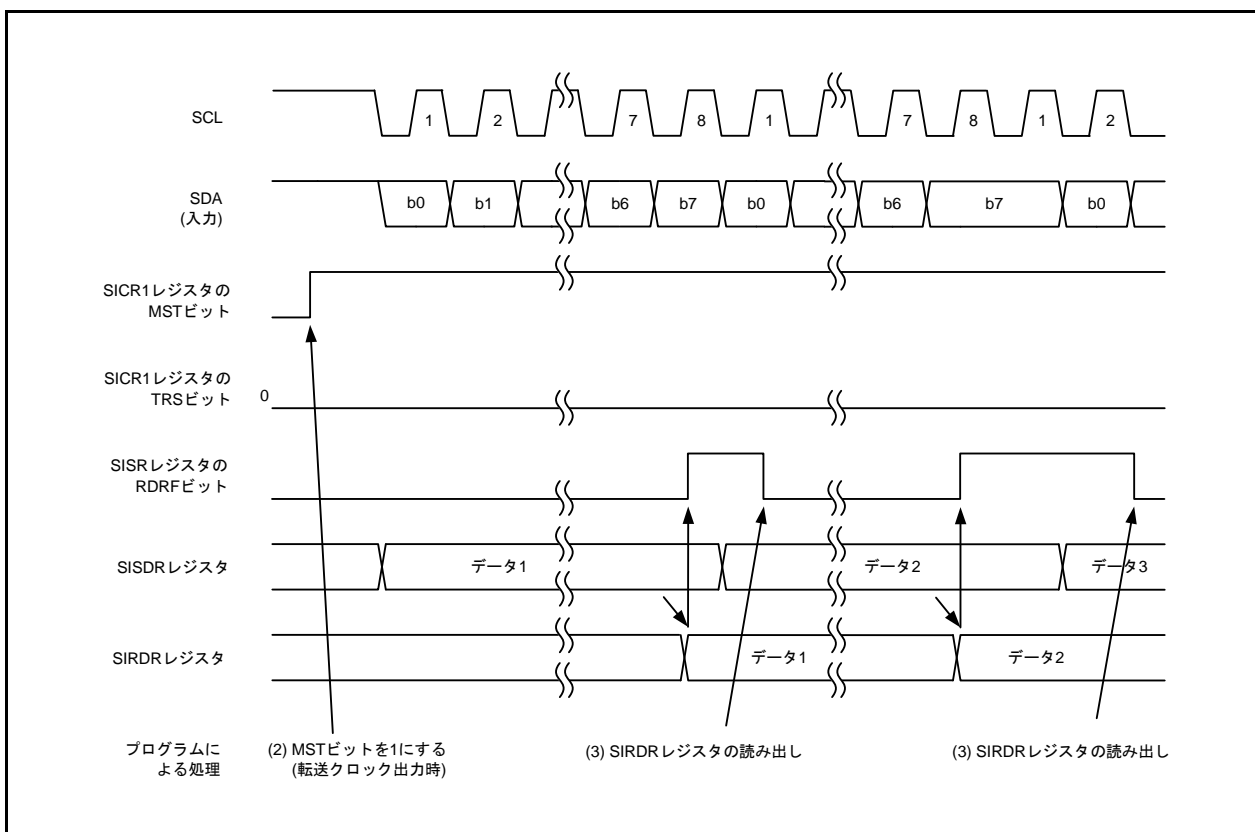 SCL
1 2 7 8 1 7 8 1 2
SDA
(入力)
b0 b1 b6 b7 b0 b6 b7 b0
SICR1レジスタの
MSTビット
SICR1レジスタの
TRSビット
0
SISRレジスタの
RDRFビット
SISDRレジスタ
データ1 データ2 データ3
SIRDRレジスタ
データ1 データ2
プログラムに
よる処理
(2) MSTビットを1にする
(転送クロック出力時)
(3) SIRDRレジスタの読み出し
(3) SIRDRレジスタの読み出し